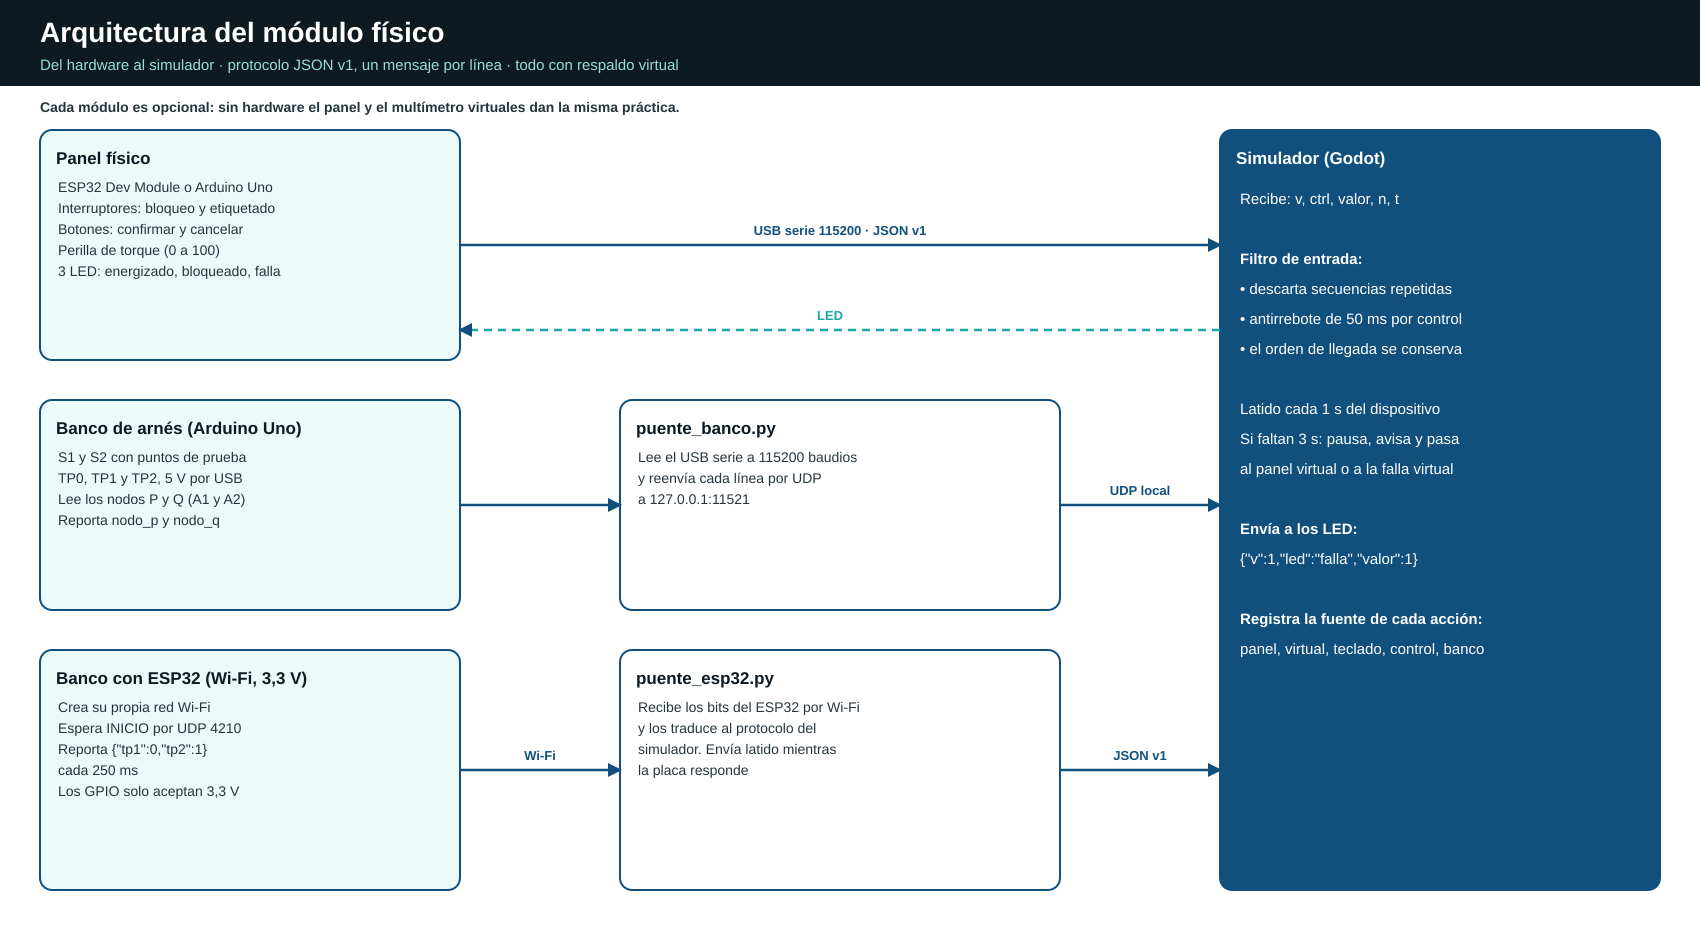 Arquitectura del módulo físico
Del hardware al simulador · protocolo JSON v1, un mensaje por línea · todo con respaldo virtual
Cada módulo es opcional: sin hardware el panel y el multímetro virtuales dan la misma práctica.
Panel físico
ESP32 Dev Module o Arduino Uno
Interruptores: bloqueo y etiquetado
Botones: confirmar y cancelar
Perilla de torque (0 a 100)
3 LED: energizado, bloqueado, falla
USB serie 115200 · JSON v1
LED
Banco de arnés (Arduino Uno)
S1 y S2 con puntos de prueba
TP0, TP1 y TP2, 5 V por USB
Lee los nodos P y Q (A1 y A2)
Reporta nodo_p y nodo_q
puente_banco.py
Lee el USB serie a 115200 baudios
y reenvía cada línea por UDP
a 127.0.0.1:11521
UDP local
Banco con ESP32 (Wi-Fi, 3,3 V)
Crea su propia red Wi-Fi
Espera INICIO por UDP 4210
Reporta {"tp1":0,"tp2":1}
cada 250 ms
Los GPIO solo aceptan 3,3 V
Wi-Fi
puente_esp32.py
Recibe los bits del ESP32 por Wi-Fi
y los traduce al protocolo del
simulador. Envía latido mientras
la placa responde
JSON v1
Simulador (Godot)
Recibe: v, ctrl, valor, n, t
Filtro de entrada:
• descarta secuencias repetidas
• antirrebote de 50 ms por control
• el orden de llegada se conserva
Latido cada 1 s del dispositivo
Si faltan 3 s: pausa, avisa y pasa
al panel virtual o a la falla virtual
Envía a los LED:
{"v":1,"led":"falla","valor":1}
Registra la fuente de cada acción:
panel, virtual, teclado, control, banco